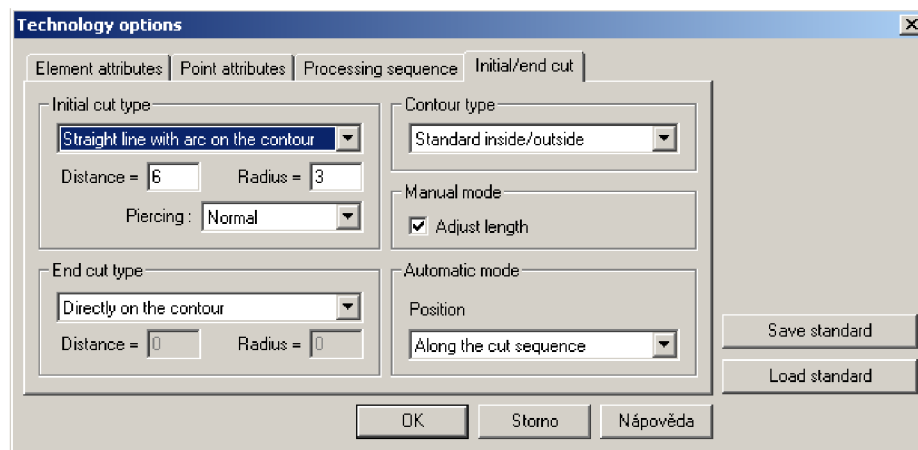 Technology options
Element attributes Point attributes Processing sequence Initial/end cut
Initial cut type
Straight line with arc on the contour
Distance = 6 Radius = 3
Piercing : Normal
End cut type
Directly on the contour
Distance = 0 Radius = 0
Contour type
Standard inside/outside
Manual mode
Adjust length
Automatic mode
Position
Along the cut sequence
Save standard
Load standard
OK Storno Nápověda